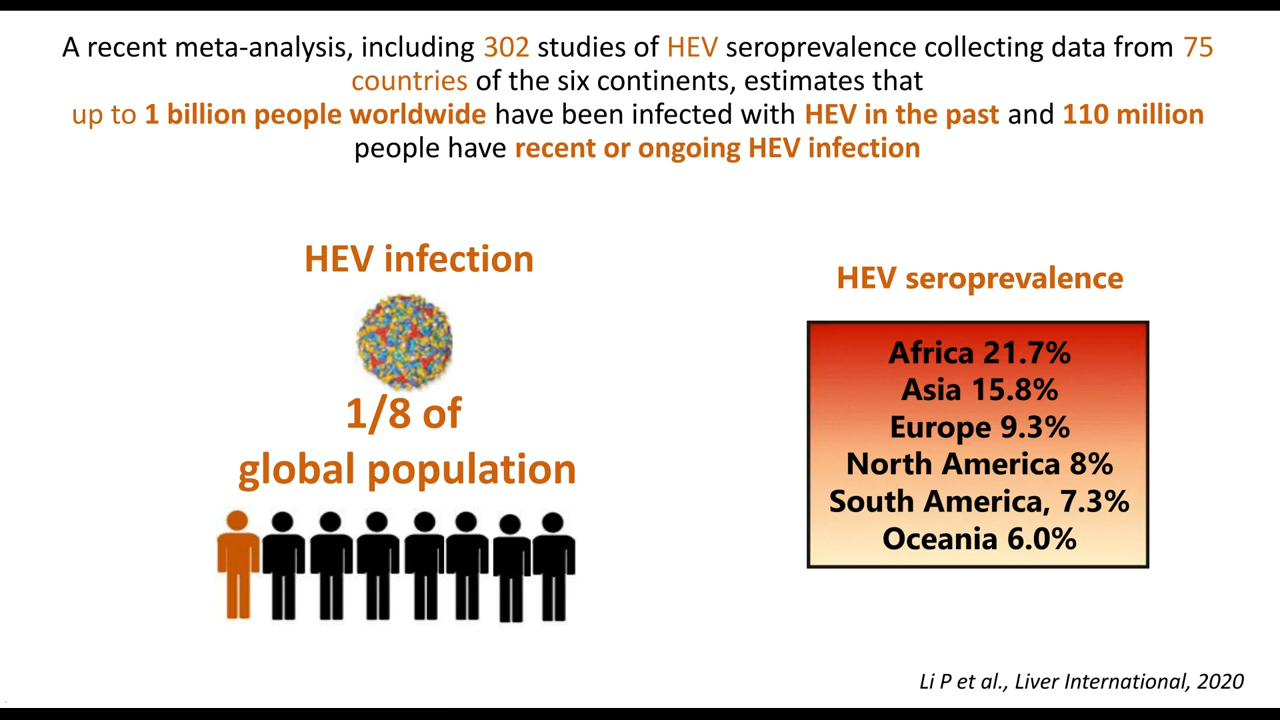 A recent meta-analysis, including 302 studies of HEV seroprevalence collecting data from 75
countries of the six continents, estimates that
up to 1 billion people worldwide have been infected with HEV in the past and 110 million
people have recent or ongoing HEV infection
HEV infection
1/8 of
global population
HEV seroprevalence
Africa 21.7%
Asia 15.8%
Europe 9.3%
North America 8%
South America, 7.3%
Oceania 6.0%
Li P et al., Liver International, 2020